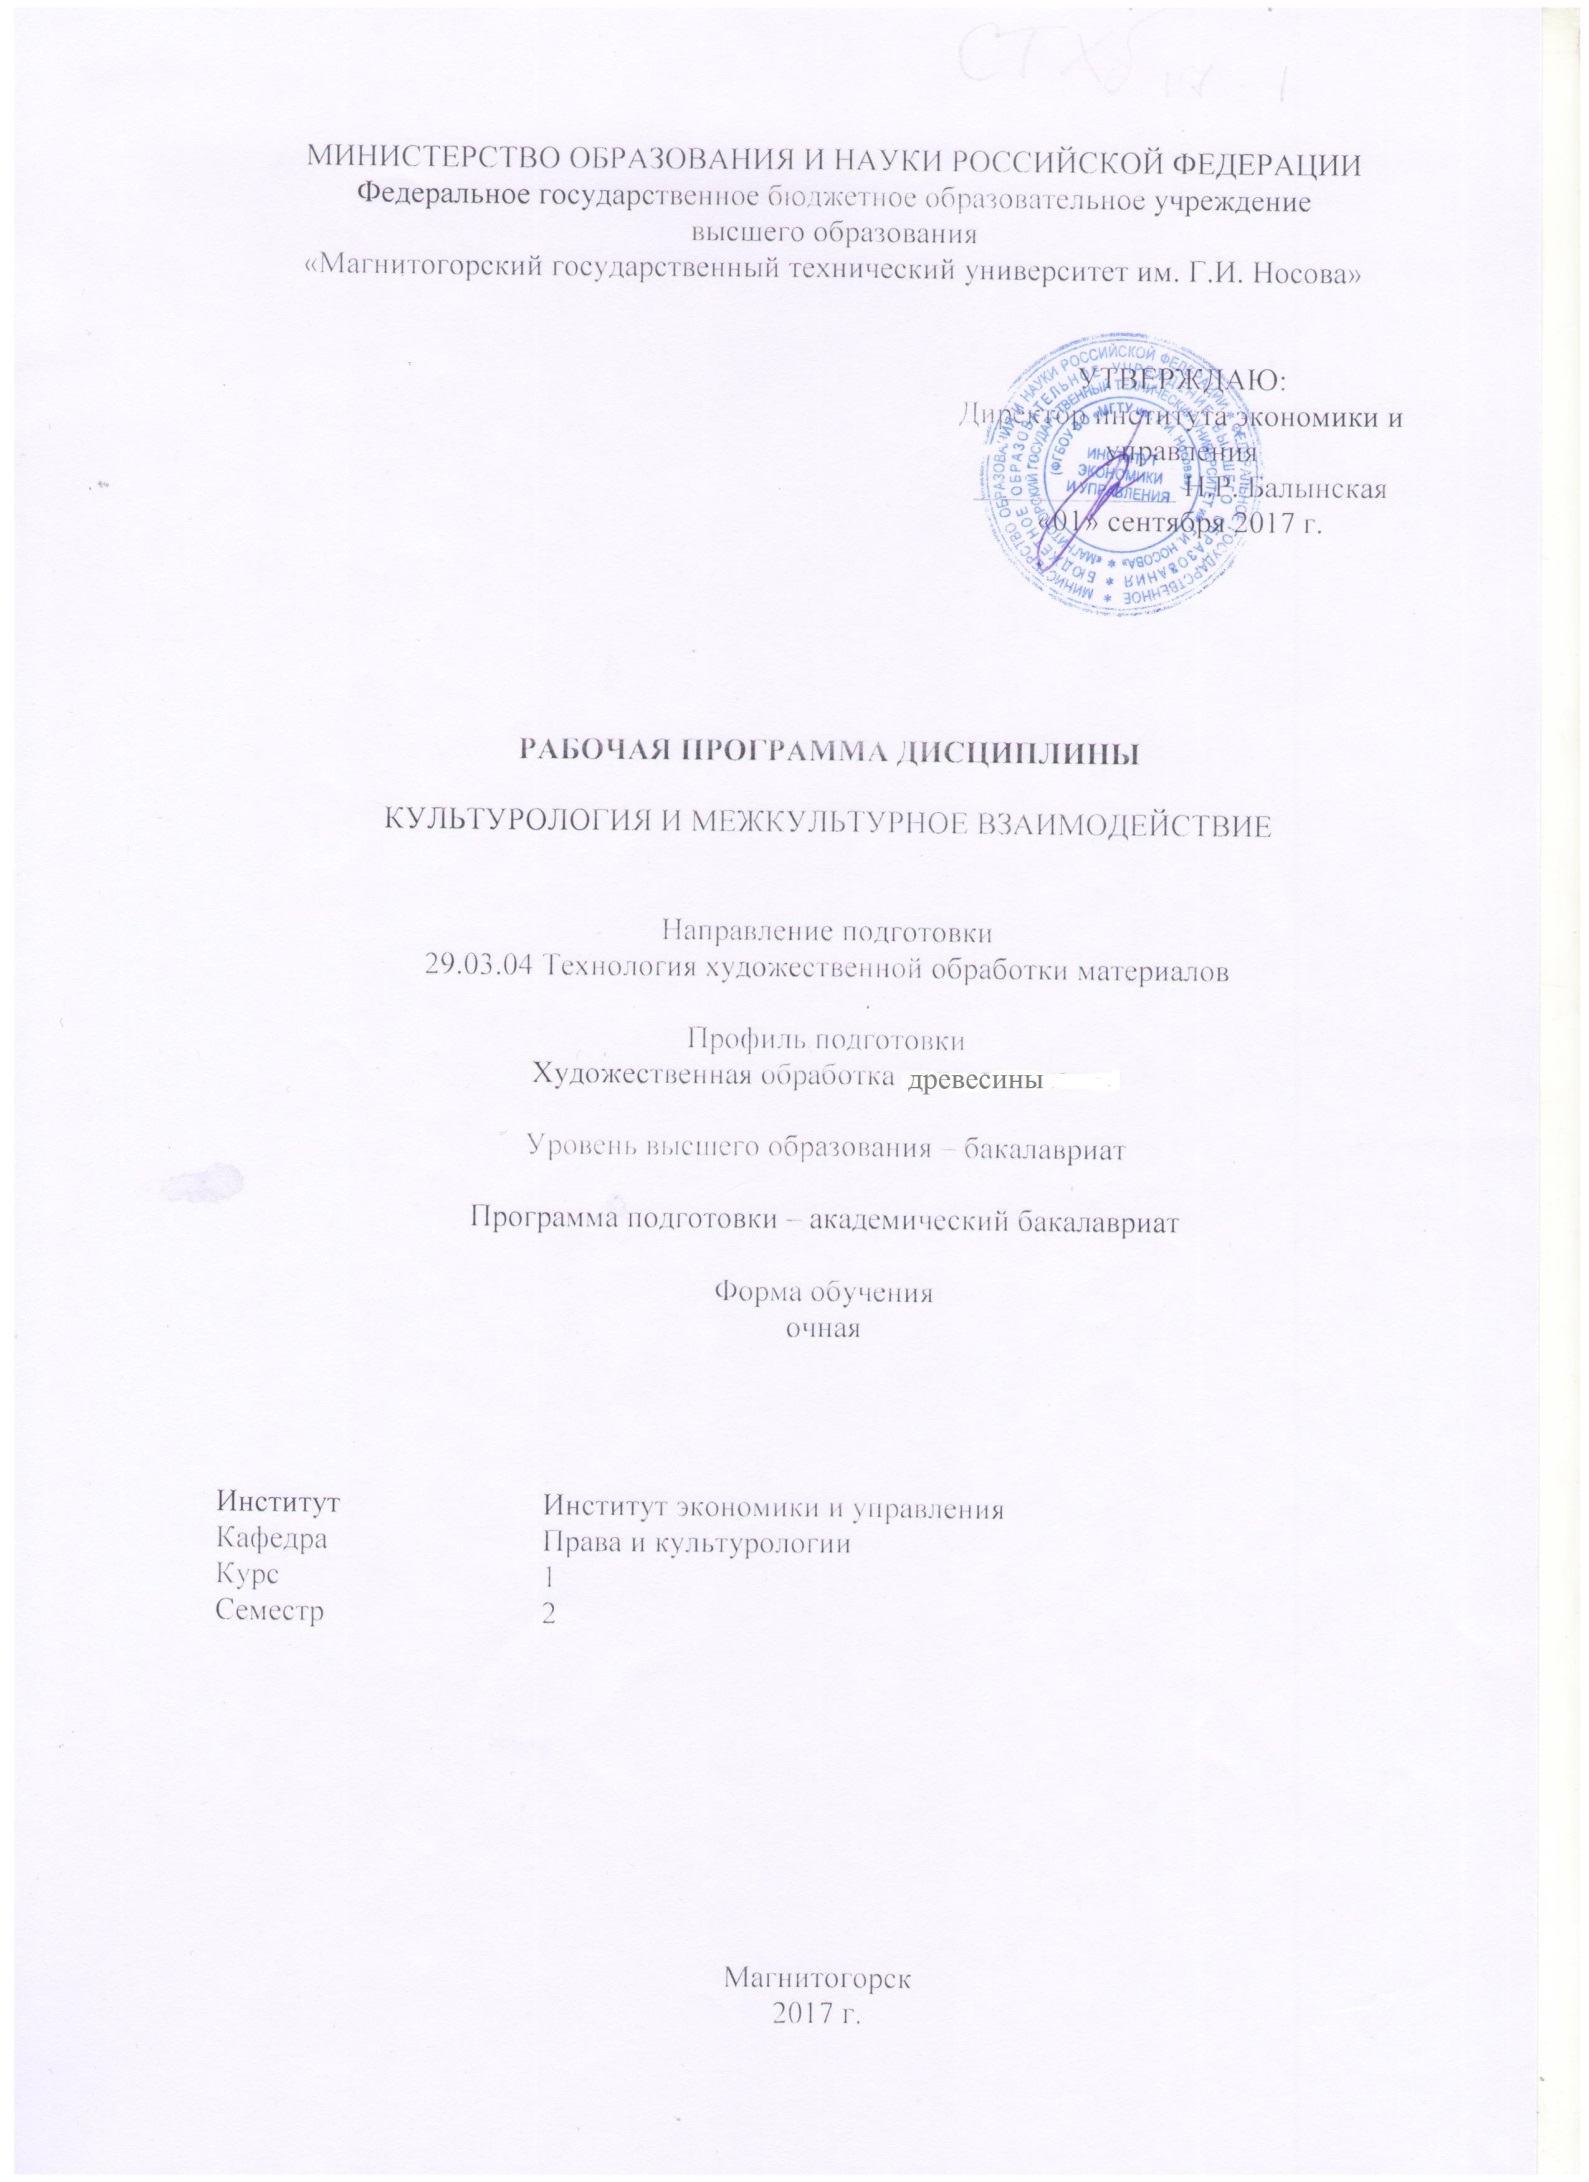 МИНИСТЕРСТВО ОБРАЗОВАНИЯ И НАУКИ РОССИЙСКОЙ ФЕДЕРАЦИИ
Федеральное государственное бюджетное образовательное учреждение
высшего образования
«Магнитогорский государственный технический университет им. Г.И. Носова»
УТВЕРЖДАЮ:
Директор института экономики и
управления
Н.Р. Балынская
«01» сентября 2017 г.
ИНСТИТУТ
ЭКОНОМИКИ
И УПРАВЛЕНИЯ
РАБОЧАЯ ПРОГРАММА ДИСЦИПЛИНЫ
КУЛЬТУРОЛОГИЯ И МЕЖКУЛЬТУРНОЕ ВЗАИМОДЕЙСТВИЕ
Направление подготовки
29.03.04 Технология художественной обработки материалов
Профиль подготовки
Художественная обработка древесины
Уровень высшего образования – бакалавриат
Программа подготовки – академический бакалавриат
Форма обучения
очная
Институт Институт экономики и управления
Кафедра Права и культурологии
Курс 1
Семестр 2
Магнитогорск
2017 г.